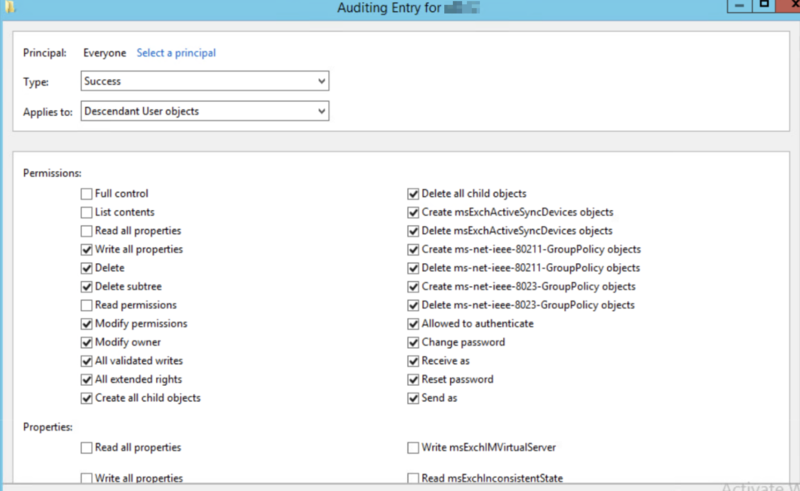 Auditing Entry for
Principal: Everyone Select a principal
Type: Success
Applies to: Descendant User objects
Permissions:
Full control
List contents
Read all properties
Write all properties
Delete
Delete subtree
Read permissions
Modify permissions
Modify owner
All validated writes
All extended rights
Create all child objects
Delete all child objects
Create msExchActiveSyncDevices objects
Delete msExchActiveSyncDevices objects
Create ms-net-ieee-80211-GroupPolicy objects
Delete ms-net-ieee-80211-GroupPolicy objects
Create ms-net-ieee-8023-GroupPolicy objects
Delete ms-net-ieee-8023-GroupPolicy objects
Allowed to authenticate
Change password
Receive as
Reset password
Send as
Properties:
Read all properties
Write msExchIMVirtualServer
Write all properties
Read msExchInconsistentState
Activate W